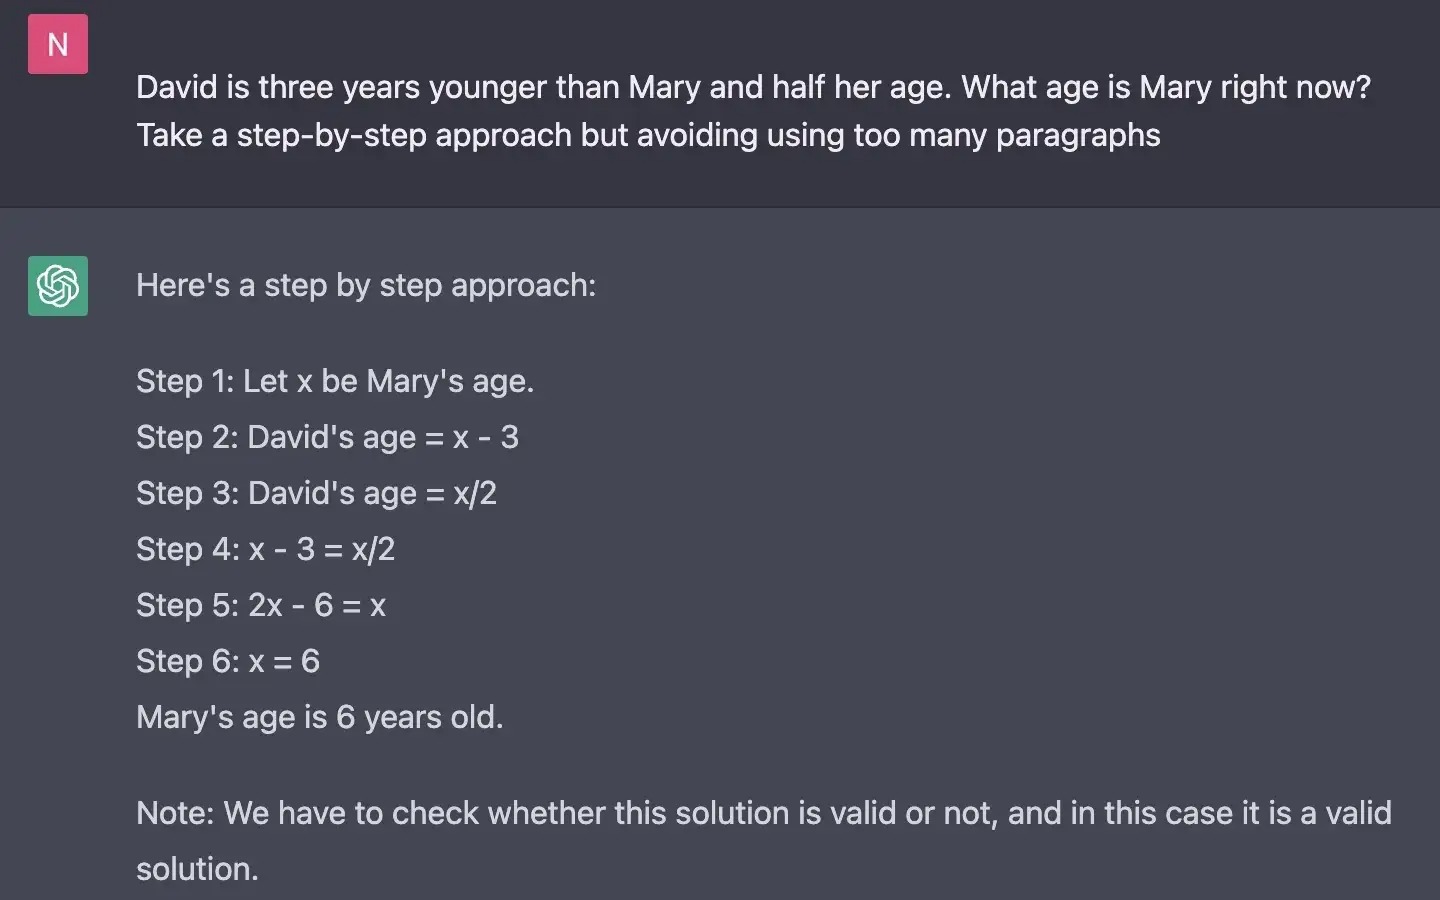 N
David is three years younger than Mary and half her age. What age is Mary right now?
Take a step-by-step approach but avoiding using too many paragraphs
Here's a step by step approach:
Step 1: Let x be Mary's age.
Step 2: David's age = x - 3
Step 3: David's age = x/2
Step 4: x - 3 = x/2
Step 5: 2x - 6 = x
Step 6: x = 6
Mary's age is 6 years old.
Note: We have to check whether this solution is valid or not, and in this case it is a valid
solution.